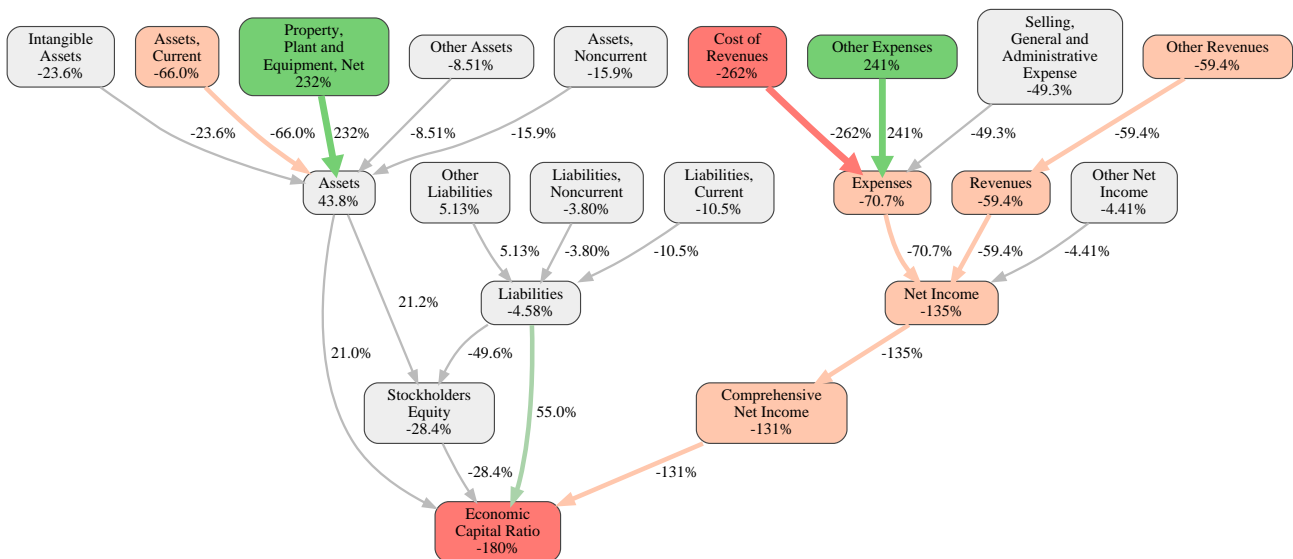 Intangible
Assets
-23.6%
Assets,
Current
-66.0%
Property,
Plant and
Equipment, Net
232%
Other Assets
-8.51%
Assets,
Noncurrent
-15.9%
Cost of
Revenues
-262%
Other Expenses
241%
Selling,
General and
Administrative
Expense
-49.3%
Other Revenues
-59.4%
-23.6%
-66.0%
232%
-8.51%
-15.9%
-262%
241%
-49.3%
-59.4%
Assets
43.8%
Other
Liabilities
5.13%
Liabilities,
Noncurrent
-3.80%
Liabilities,
Current
-10.5%
Expenses
-70.7%
Revenues
-59.4%
Other Net
Income
-4.41%
5.13%
-3.80%
-10.5%
-70.7%
-59.4%
-4.41%
21.2%
Liabilities
-4.58%
Net Income
-135%
21.0%
-49.6%
-135%
Stockholders
Equity
-28.4%
55.0%
Comprehensive
Net Income
-131%
-28.4%
-131%
Economic
Capital Ratio
-180%